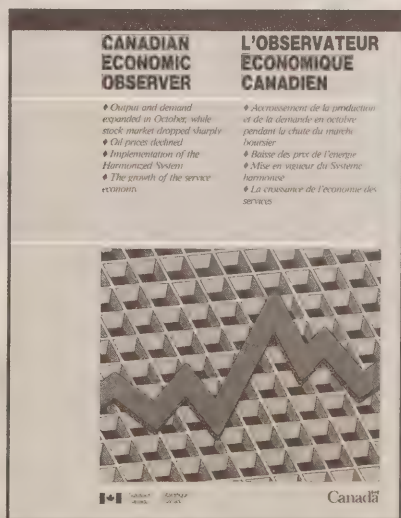 CANADIAN
ECONOMIC
OBSERVER
♦ Output and demand
expanded in October, while
stock market dropped sharply
♦ Oil prices declined
♦ Implementation of the
Harmonized System
♦ The growth of the service
economy
L'OBSERVATEUR
ÉCONOMIQUE
CANADIEN
♦ Accroissement de la production
et de la demande en octobre
pendant la chute du marché
boursier
♦ Baisse des prix de l'energie
♦ Mise en vigueur du Systeme
harmonisé
♦ La croissance de l'economie des
services
Canada